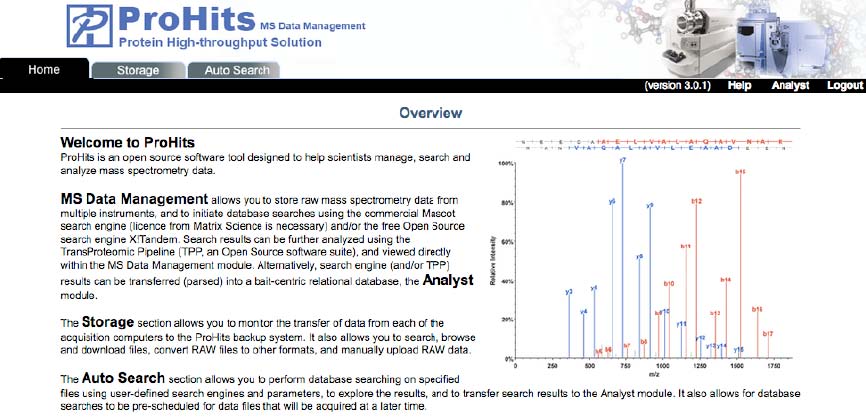 ProHits MS Data Management
Protein High-throughput Solution
Home Storage Auto Search
(version 3.0.1) Help Analyst Logout
Overview
Welcome to ProHits
ProHits is an open source software tool designed to help scientists manage, search and
analyze mass spectrometry data.
MS Data Management allows you to store raw mass spectrometry data from
multiple instruments, and to initiate database searches using the commercial Mascot
search engine (licence from Matrix Science is necessary) and/or the free Open Source
search engine X!Tandem. Search results can be further analyzed using the
TransProteomic Pipeline (TPP, an Open Source software suite), and viewed directly
within the MS Data Management module. Alternatively, search engine (and/or TPP)
results can be transferred (parsed) into a bait-centric relational database, the Analyst
module.
The Storage section allows you to monitor the transfer of data from each of the
acquisition computers to the ProHits backup system. It also allows you to search, browse
and download files, convert RAW files to other formats, and manually upload RAW data.
The Auto Search section allows you to perform database searching on specified
files using user-defined search engines and parameters, to explore the results, and to transfer search results to the Analyst module. It also allows for database
searches to be pre-scheduled for data files that will be acquired at a later time.
A E L V A L A Q A V N A R
N A N V A Q A L A V L E A A D
100%
y7
b15
y5
b12
80%
y9
60%
b11
y8
Relative Intensity
40%
y3
y6
b10
b14
y4
b9
y10
b13
b16
20%
y11
b17
b5
b6
b7
b8
y12
y13
y14
y15
0%
0 250 500 750 1000 1250 1500 1750
m/z